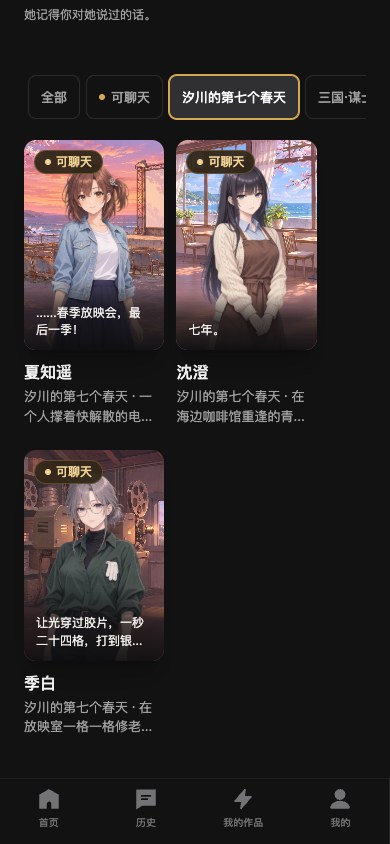 她记得你对她说过的话。
全部
可聊天
汐川的第七个春天
三国·谋
可聊天
可聊天
……春季放映会，最
后一季！
七年。
夏知遥
沈澄
汐川的第七个春天 · 一
个人撑着快解散的电...
汐川的第七个春天 · 在
海边咖啡馆重逢的青...
可聊天
让光穿过胶片，一秒
二十四格，打到银...
季白
汐川的第七个春天 · 在
放映室一格一格修老...
首页
历史
我的作品
我的